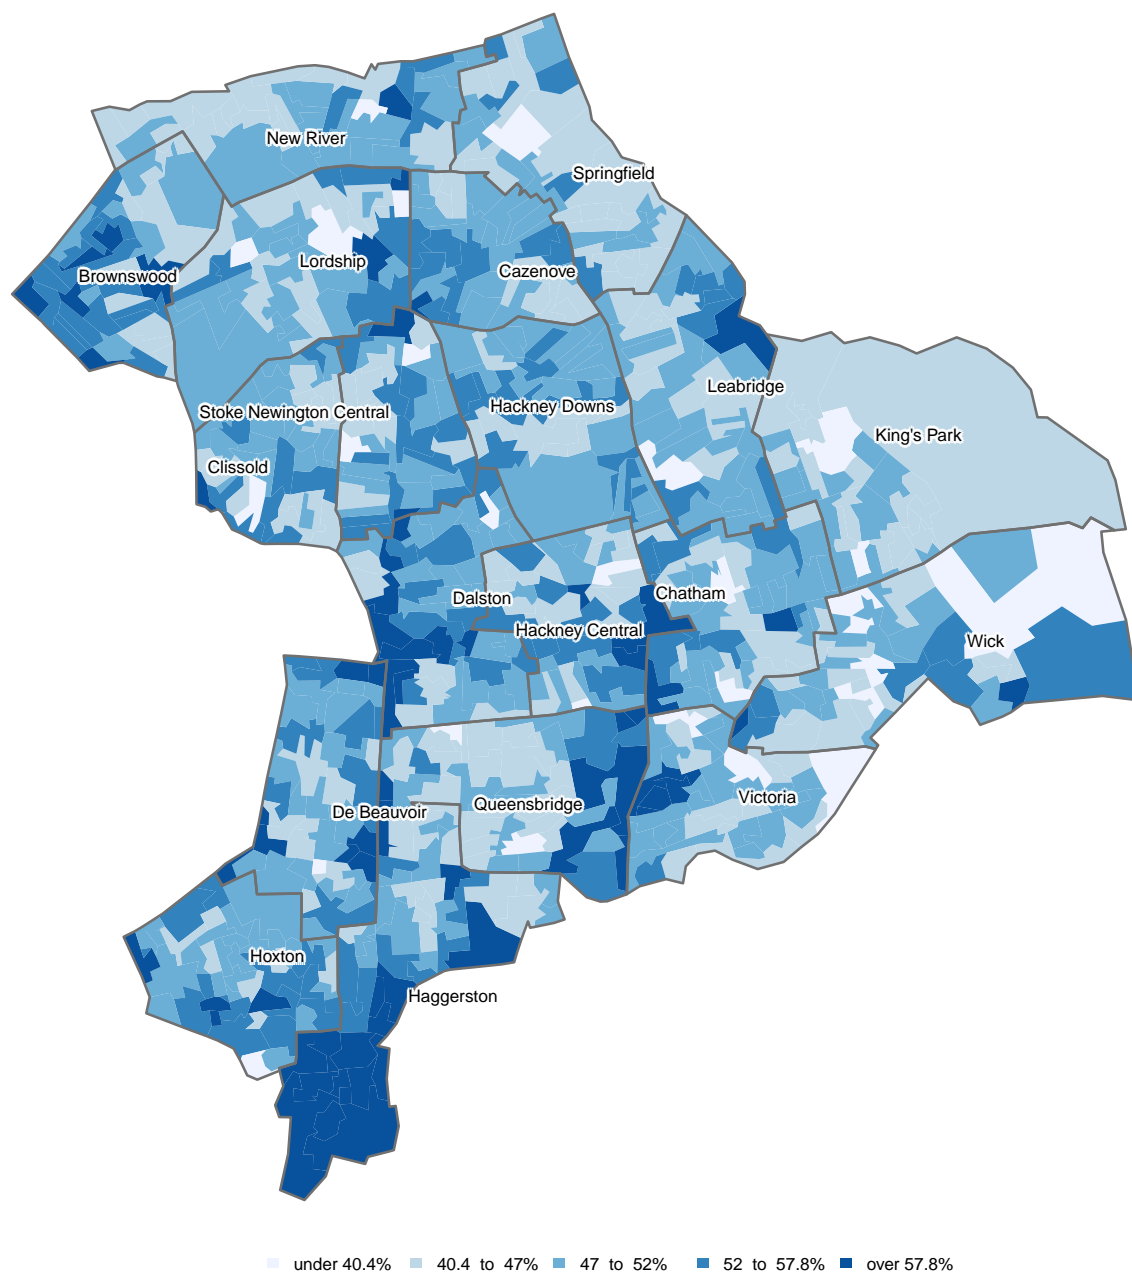 New River
Springfield
Lordship
Cazenove
Brownswood
Leabridge
Hackney Downs
Stoke Newington Central
King's Park
Clissold
Chatham
Dalston
Hackney Central
Wick
Victoria
Queensbridge
De Beauvoir
Hoxton
Haggerston
under 40.4% 40.4 to 47% 47 to 52% 52 to 57.8% over 57.8%